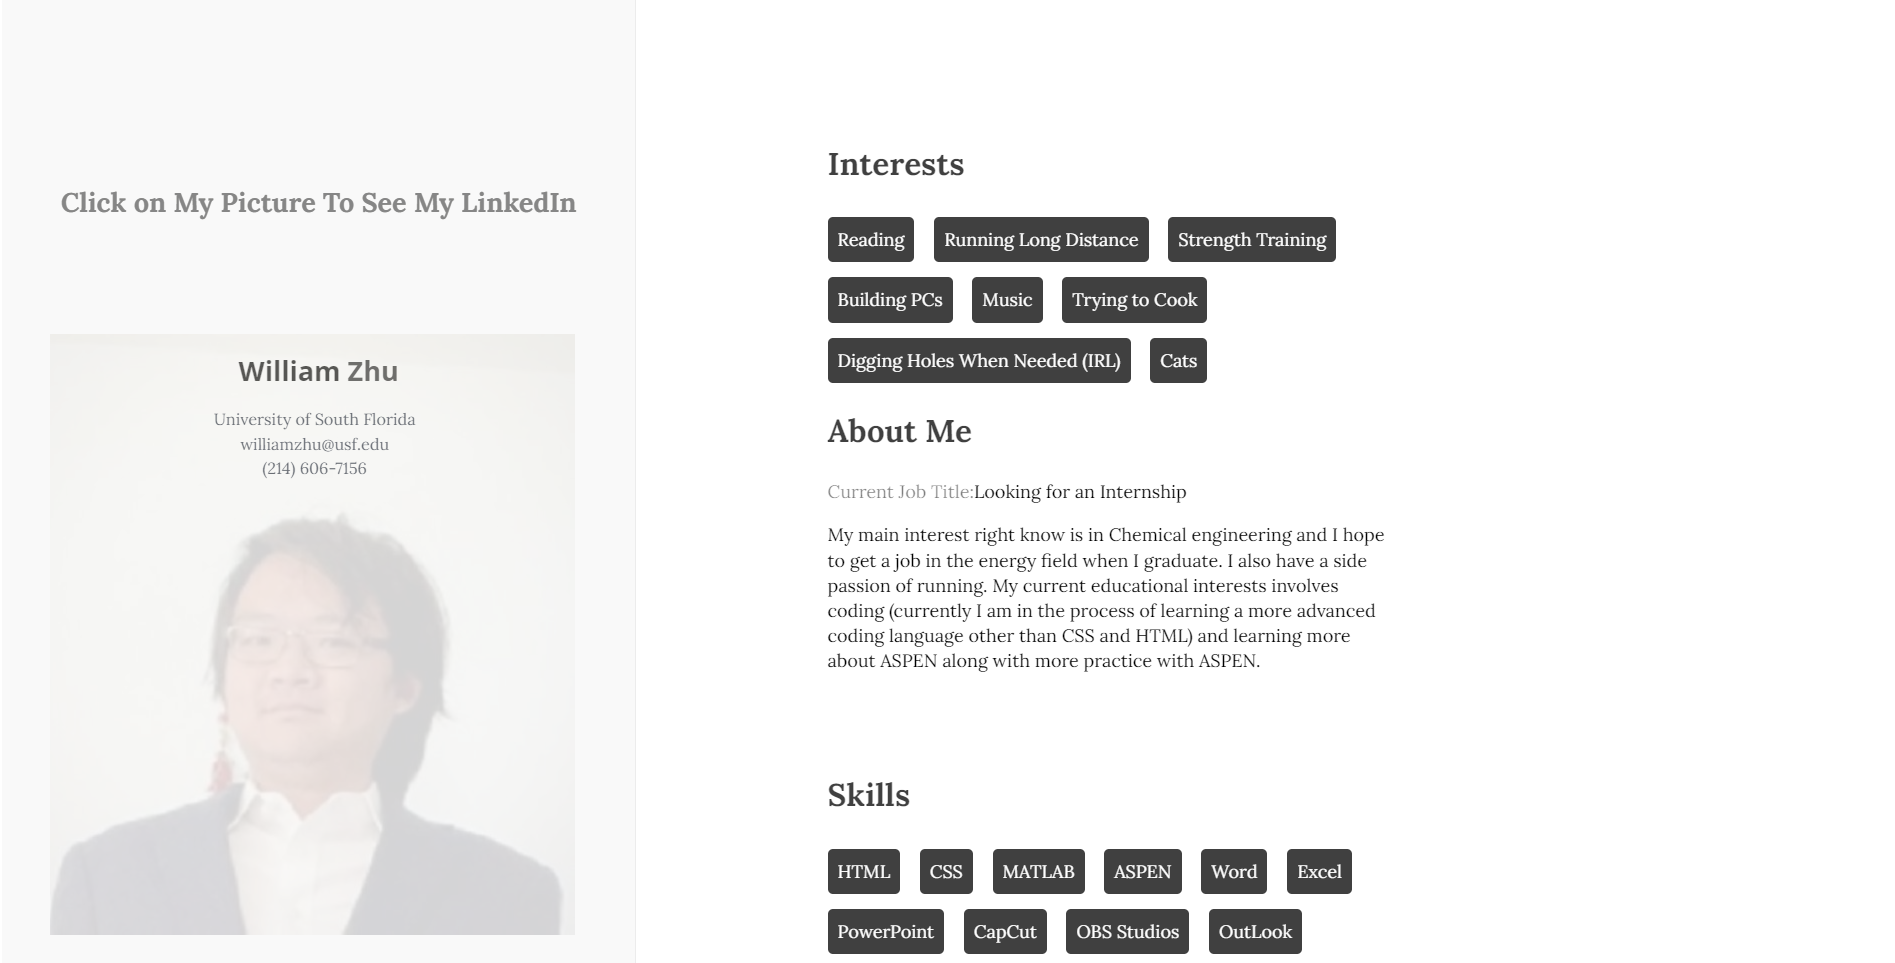 Click on My Picture To See My LinkedIn
William Zhu
University of South Florida
williamzhu@usf.edu
(214) 606-7156
Interests
Reading Running Long Distance Strength Training
Building PCs Music Trying to Cook
Digging Holes When Needed (IRL) Cats
About Me
Current Job Title:Looking for an Internship
My main interest right know is in Chemical engineering and I hope
to get a job in the energy field when I graduate. I also have a side
passion of running. My current educational interests involves
coding (currently I am in the process of learning a more advanced
coding language other than CSS and HTML) and learning more
about ASPEN along with more practice with ASPEN.
Skills
HTML CSS MATLAB ASPEN Word Excel
PowerPoint CapCut OBS Studios OutLook